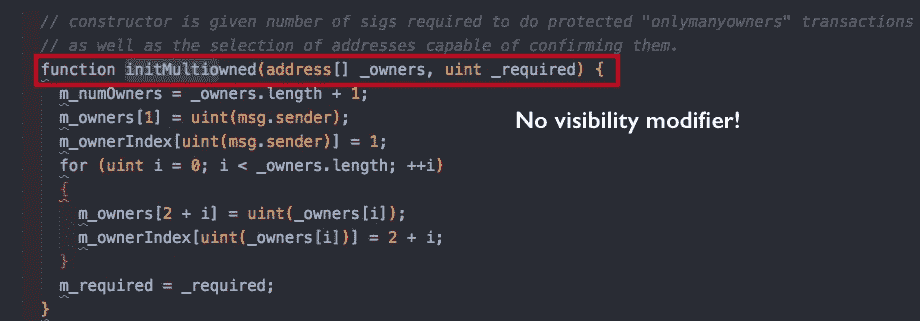 // constructor is given number of sigs required to do protected "onlymanyowners" transactions
// as well as the selection of addresses capable of confirming them.
function initMultiowned(address[] _owners, uint _required) {
m_numOwners = _owners.length + 1;
m_owners[1] = uint(msg.sender);
No visibility modifier!
m_ownerIndex[uint(msg.sender)] = 1;
for (uint i = 0; i < _owners.length; ++i)
{
m_owners[2 + i] = uint(_owners[i]);
m_ownerIndex[uint(_owners[i])] = 2 + i;
}
m_required = _required;
}